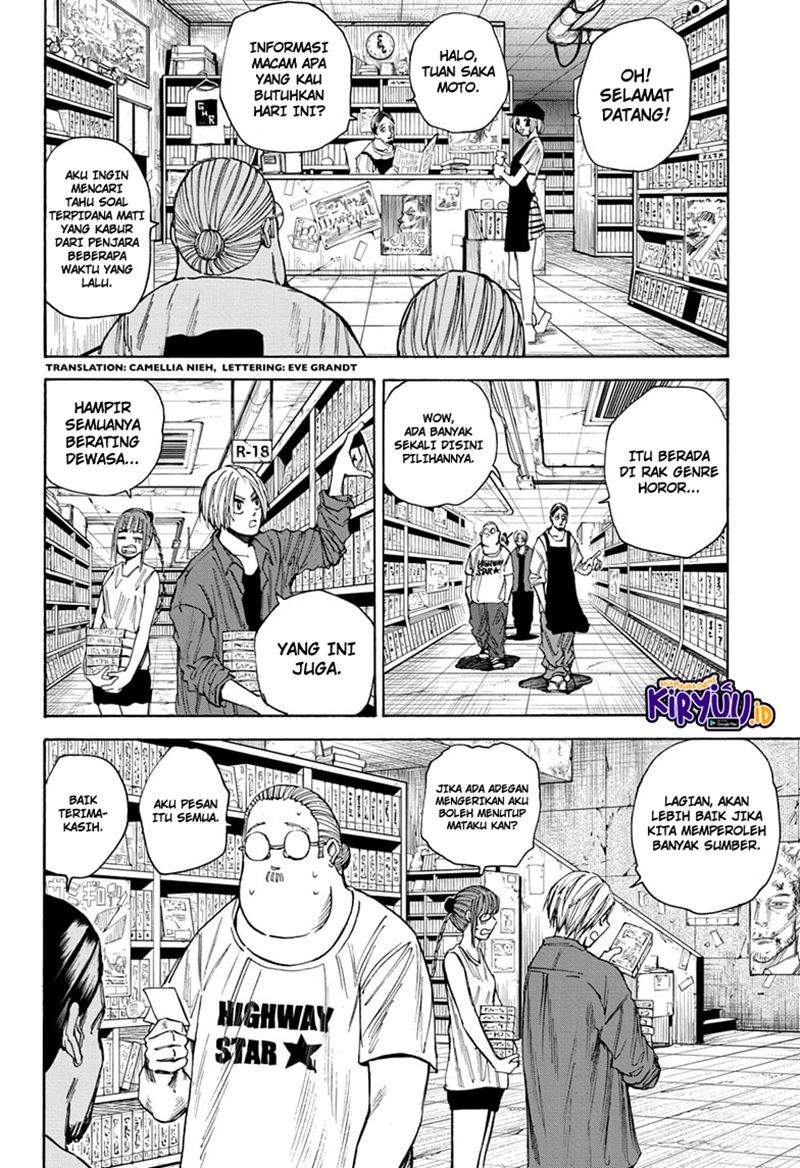 OH!
SELAMAT
DATANG!
HALO,
TUAN SAKA
MOTO.
INFORMASI
MACAM APA
YANG KAU
BUTUHKAN
HARI INI?
AKU INGIN
MENCARI
TAHU SOAL
TERPIDANA MATI
YANG KABUR
DARI PENJARA
BEBERAPA
WAKTU YANG
LALU.
TRANSLATION: CAMELLIA NIEH, LETTERING: EVE GRANDT
ITU BERADA
DI RAK GENRE
HOROR...
WOW,
ADA BANYAK
SEKALI DISINI
PILIHANNYA.
HIGHWAY
STAR
HAMPIR
SEMUANYA
BERATING
DEWASA...
R-18
YANG INI
JUGA.
KIRYUU.ID
LAGIAN, AKAN
LEBIH BAIK JIKA
KITA MEMPEROLEH
BANYAK SUMBER.
JIKA ADA ADEGAN
MENGERIKAN AKU
BOLEH MENUTUP
MATAKU KAN?
AKU PESAN
ITU SEMUA.
BAIK
TERIMA-
KASIH.
HIGHWAY
STAR